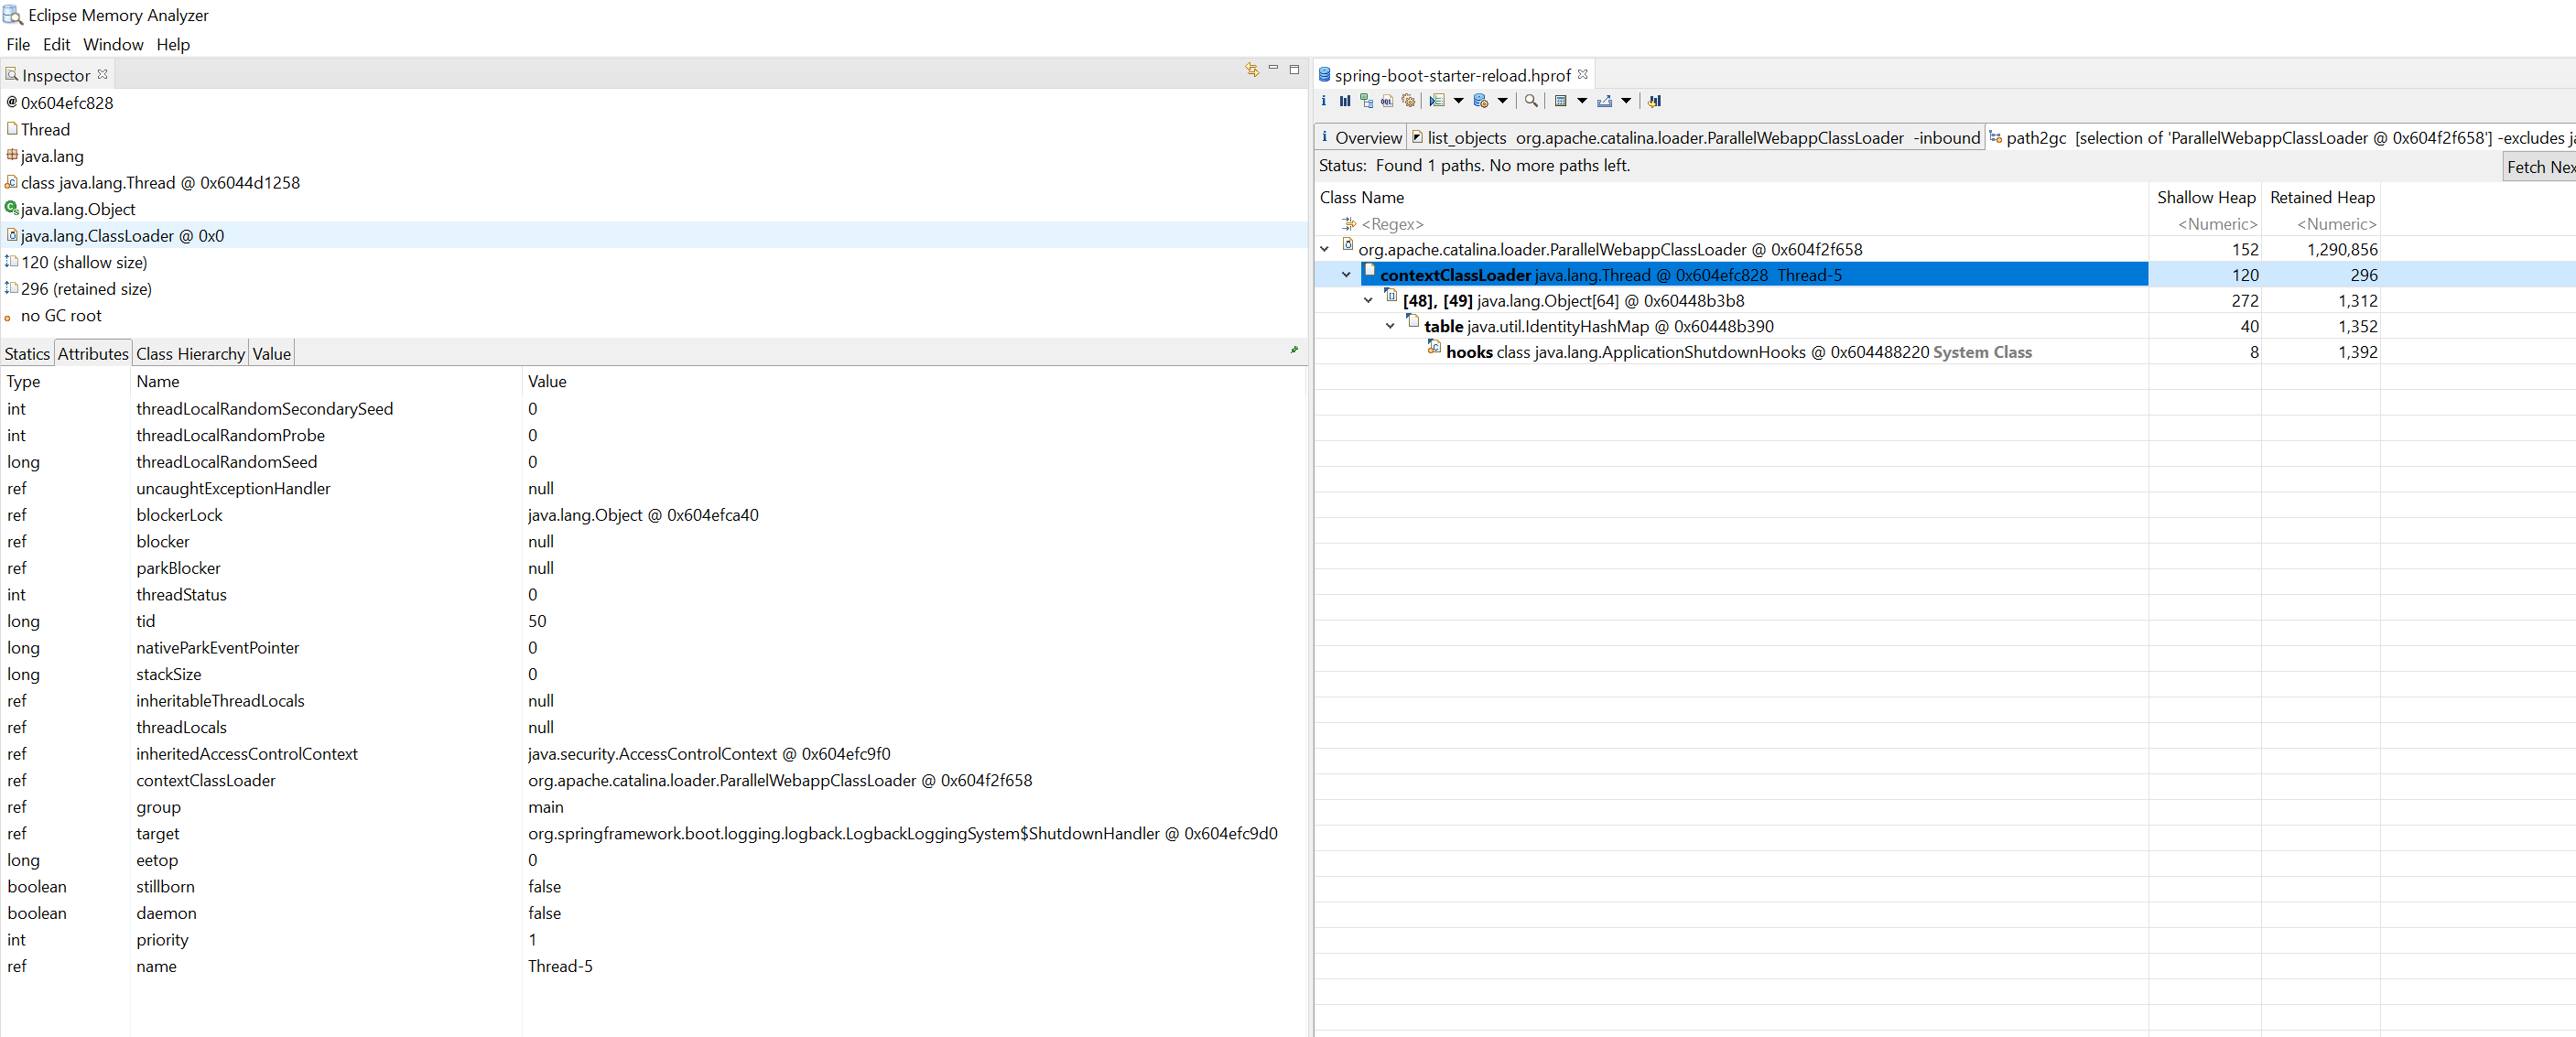 Eclipse Memory Analyzer
File Edit Window Help
Inspector
0x604efc828
Thread
java.lang
class java.lang.Thread @ 0x6044d1258
java.lang.Object
java.lang.ClassLoader @ 0x0
120 (shallow size)
296 (retained size)
no GC root
Statics Attributes Class Hierarchy Value
Type Name Value
int threadLocalRandomSecondarySeed 0
int threadLocalRandomProbe 0
long threadLocalRandomSeed 0
ref uncaughtExceptionHandler null
ref blockerLock java.lang.Object @ 0x604efca40
ref blocker null
ref parkBlocker null
int threadStatus 0
long tid 50
long nativeParkEventPointer 0
long stackSize 0
ref inheritableThreadLocals null
ref threadLocals null
ref inheritedAccessControlContext java.security.AccessControlContext @ 0x604efc9f0
ref contextClassLoader org.apache.catalina.loader.ParallelWebappClassLoader @ 0x604f2f658
ref group main
ref target org.springframework.boot.logging.logback.LogbackLoggingSystem$ShutdownHandler @ 0x604efc9d0
long eetop 0
boolean stillborn false
boolean daemon false
int priority 1
ref name Thread-5
spring-boot-starter-reload.hprof
Overview list_objects org.apache.catalina.loader.ParallelWebappClassLoader -inbound path2gc [selection of 'ParallelWebappClassLoader @ 0x604f2f658'] -excludes ja
Status: Found 1 paths. No more paths left.
Fetch Nex
Class Name Shallow Heap Retained Heap
<Regex> <Numeric> <Numeric>
org.apache.catalina.loader.ParallelWebappClassLoader @ 0x604f2f658 152 1,290,856
contextClassLoader java.lang.Thread @ 0x604efc828 Thread-5 120 296
[48], [49] java.lang.Object[64] @ 0x60448b3b8 272 1,312
table java.util.IdentityHashMap @ 0x60448b390 40 1,352
hooks class java.lang.ApplicationShutdownHooks @ 0x604488220 System Class 8 1,392